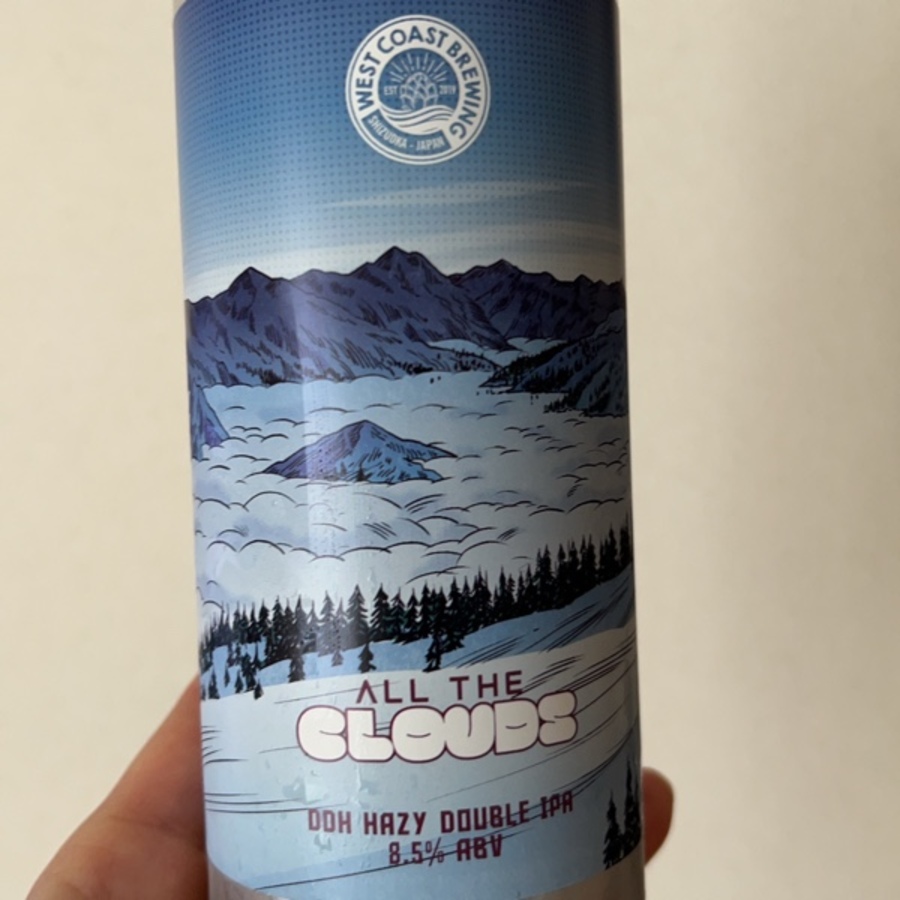 WEST COAST BREWING
EST 2019
SHIZUOKA - JAPAN
ALL THE
CLOUDS
DDH HAZY DOUBLE IPA
8.5% ABV